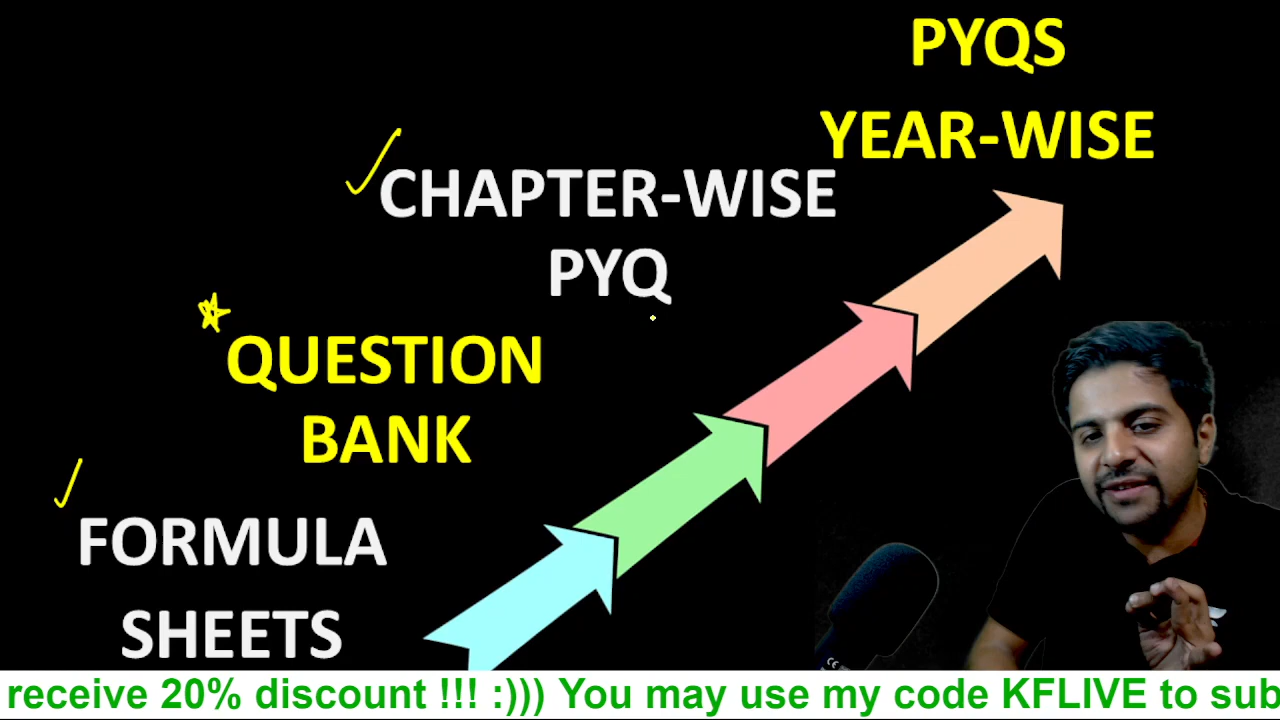 PYQS
YEAR-WISE
CHAPTER-WISE
PYQ
QUESTION
BANK
FORMULA
SHEETS
receive 20% discount !!! :))) You may use my code KFLIVE to sub